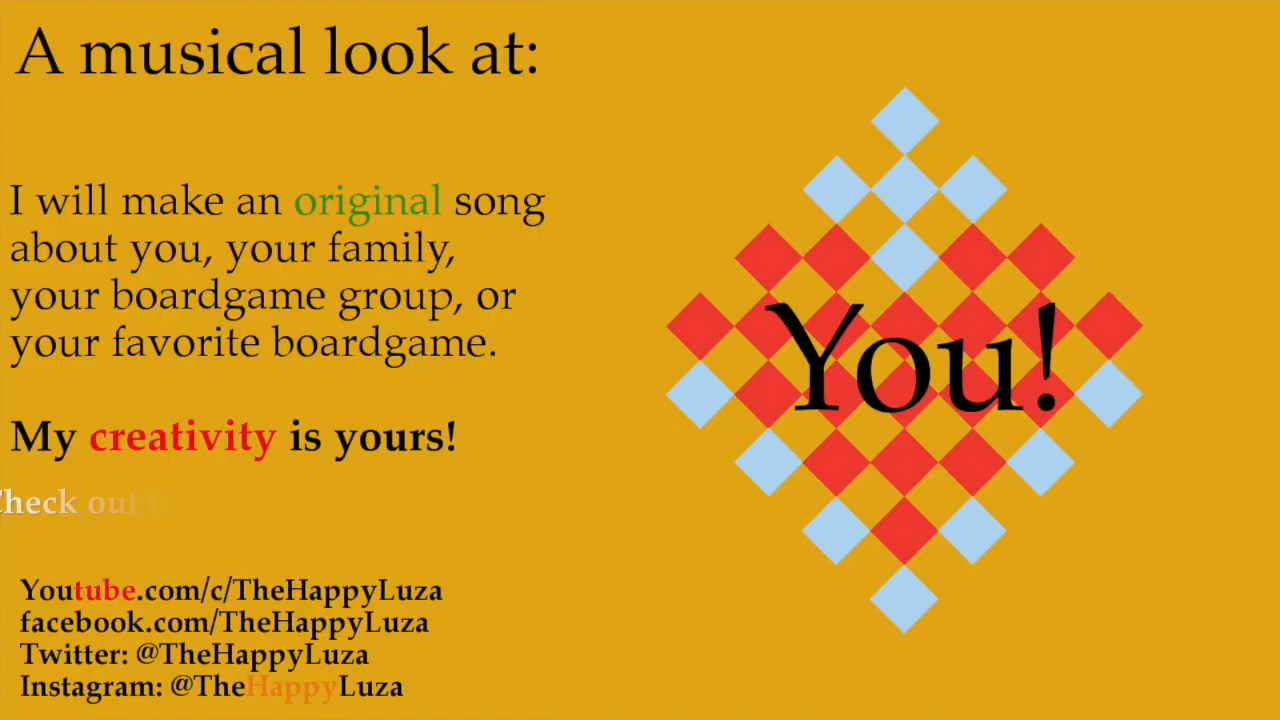 A musical look at:
I will make an original song
about you, your family,
your boardgame group, or
your favorite boardgame.
My creativity is yours!
Check out
You!
Youtube.com/c/TheHappyLuza
facebook.com/TheHappyLuza
Twitter: @TheHappyLuza
Instagram: @TheHappyLuza